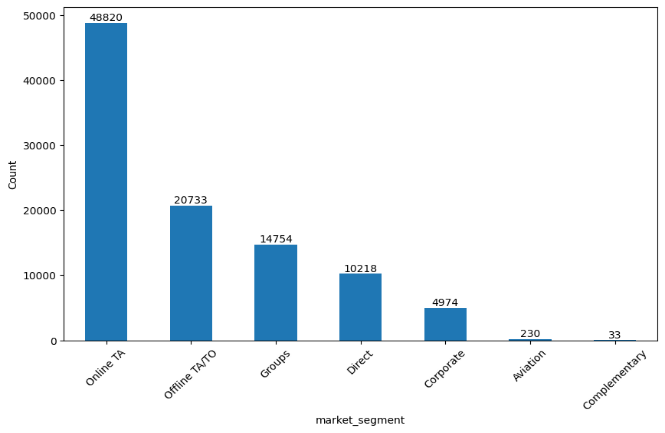 50000
40000
30000
20000
10000
0
Count
48820
20733
14754
10218
4974
230
33
Online TA
Offline TA/TO
Groups
Direct
Corporate
Aviation
Complementary
market_segment